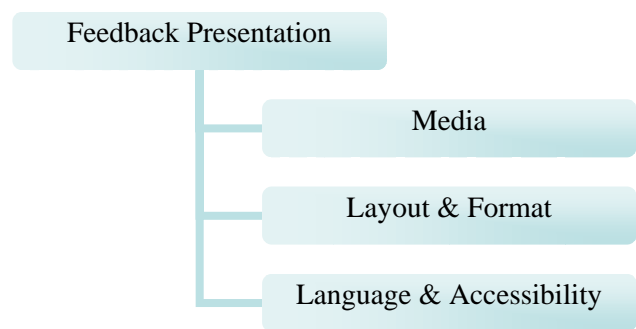 Feedback Presentation
Media
Layout & Format
Language & Accessibility